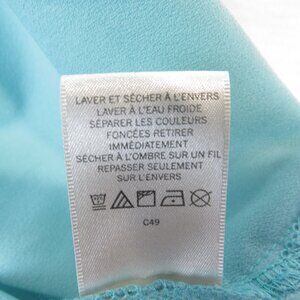 LAVER ET SÉCHER À L'ENVERS
LAVER À L'EAU FROIDE
SÉPARER LES COULEURS
FONCÉES RETIRER
IMMÉDIATEMENT
SÉCHER À L'OMBRE SUR UN FIL
REPASSER SEULEMENT
SUR L'ENVERS
C49